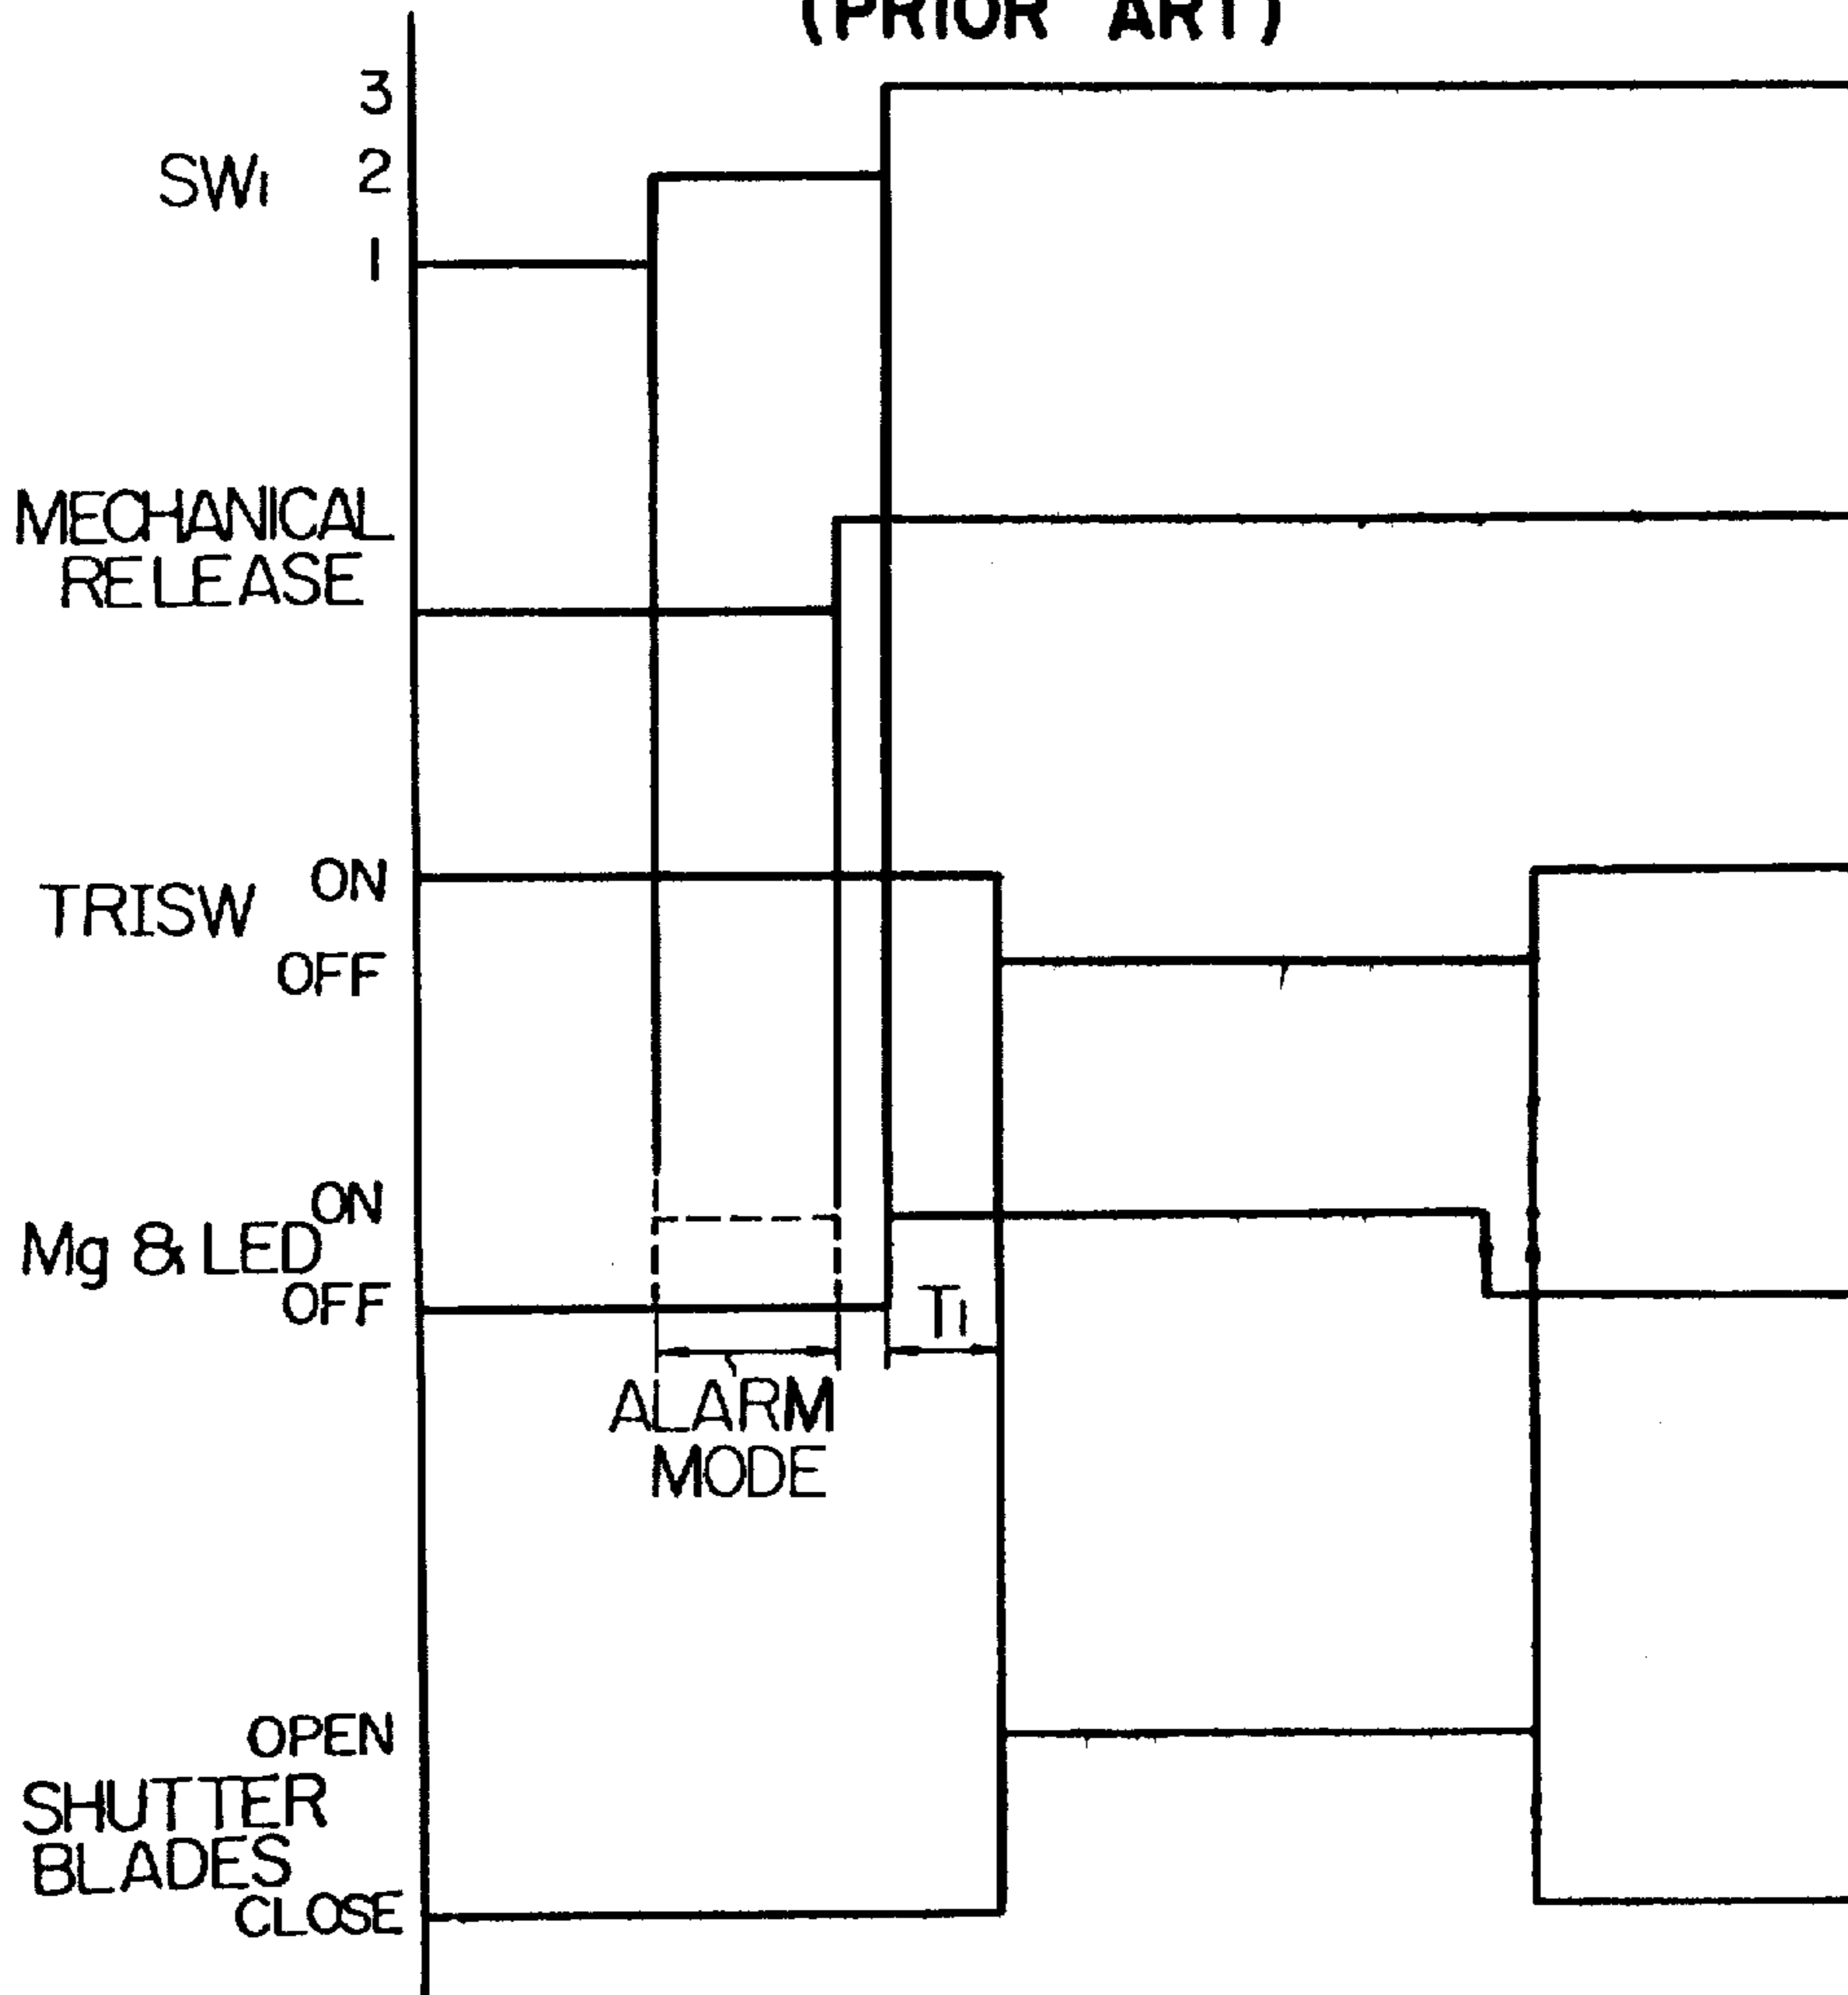 (PRIOR ART)
3
SW1 2
1
MECHANICAL
RELEASE
ON
TRISW
OFF
ON
Mg & LED
OFF
T1
ALARM
MODE
OPEN
SHUTTER
BLADES
CLOSE